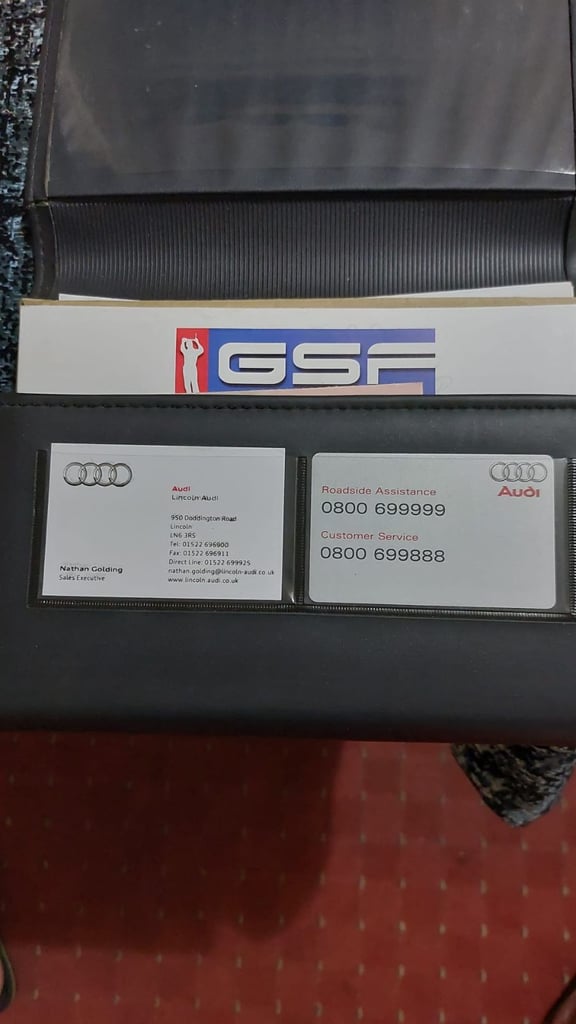 GSF
Audi
Lincoln Audi
950 Doddington Road
Lincoln
LN6 3RS
Tel: 01522 696900
Fax: 01522 696911
Direct Line: 01522 699925
nathan.golding@lincoln-audi.co.uk
www.lincoln.audi.co.uk
Nathan Golding
Sales Executive
Audi
Roadside Assistance
0800 699999
Customer Service
0800 699888